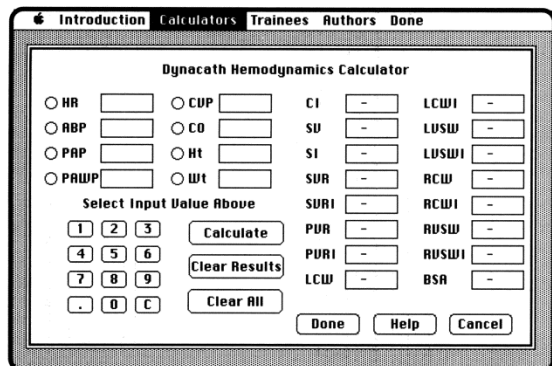 Introduction Calculators Trainees Authors Done
Dynacath Hemodynamics Calculator
HR CVP CI - LCWI -
ABP CO SV - LVSW -
PAP Ht SI - LVSWI -
PAWP Wt SVR - RCW -
Select Input Value Above SVRI - RCWI -
1 2 3 Calculate PVR - RVSW -
4 5 6 Clear Results PVRI - RVSWI -
7 8 9 LCW - BSA -
. 0 C Clear All
Done Help Cancel